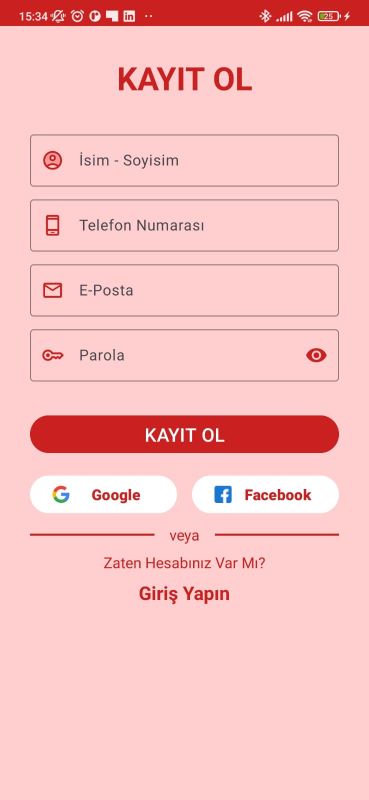 15:34
25
KAYIT OL
İsim - Soyisim
Telefon Numarası
E-Posta
Parola
KAYIT OL
Google
Facebook
veya
Zaten Hesabınız Var Mı?
Giriş Yapın